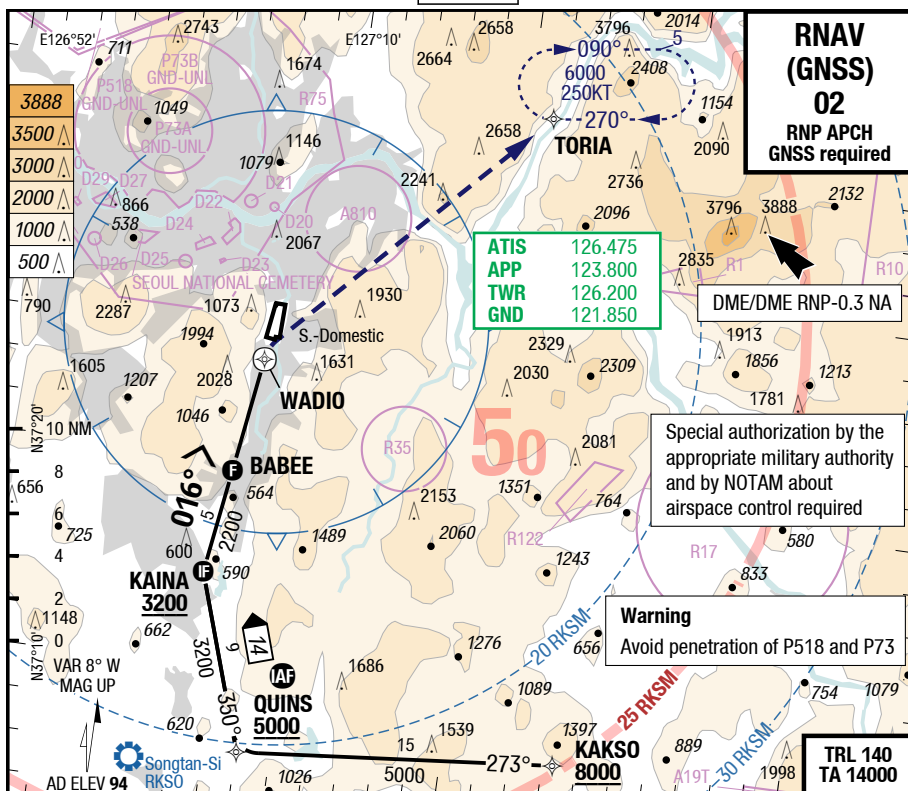 E126°52'
711
2743
E127°10'
2664
2658
3796
2014
RNAV
(GNSS)
02
RNP APCH
GNSS required
P73B
GND-UNL
P518
GND-UNL
1674
R75
090°
5
6000
250KT
2408
270°
1154
2090
TORIA
3888
3500
3000
2000
1000
500
1049
P73A
GND-UNL
1146
1079
2658
2736
2241
D29
D27
866
D22
D21
D24
D20
A810
538
2067
D26
D25
D23
SEOUL NATIONAL CEMETERY
2096
3796
3888
2132
2835
R1
R10
ATIS 126.475
APP 123.800
TWR 126.200
GND 121.850
DME/DME RNP-0.3 NA
790
2287
1073
1930
1994
S.-Domestic
1605
2028
1631
WADIO
1207
1046
2329
2309
2030
1913
1856
1213
1781
N37°20'
10 NM
8
6
4
2
0
016°
BABEE
F
R35
50
2081
Special authorization by the
appropriate military authority
and by NOTAM about
airspace control required
656
725
564
5
2200
600
590
2153
1351
764
R122
1489
2060
1243
R17
580
833
KAINA
3200
IF
1148
662
N37°10'
VAR 8° W
MAG UP
3200
9
14
IAF
QUINS
5000
350°
1686
1276
656
20 RKSM
Warning
Avoid penetration of P518 and P73
1089
25 RKSM
754
1079
620
Songtan-Si
RKSO
AD ELEV 94
1026
1539
15
5000
273°
1397
KAKSO
8000
889
A19T
30 RKSM
1998
TRL 140
TA 14000